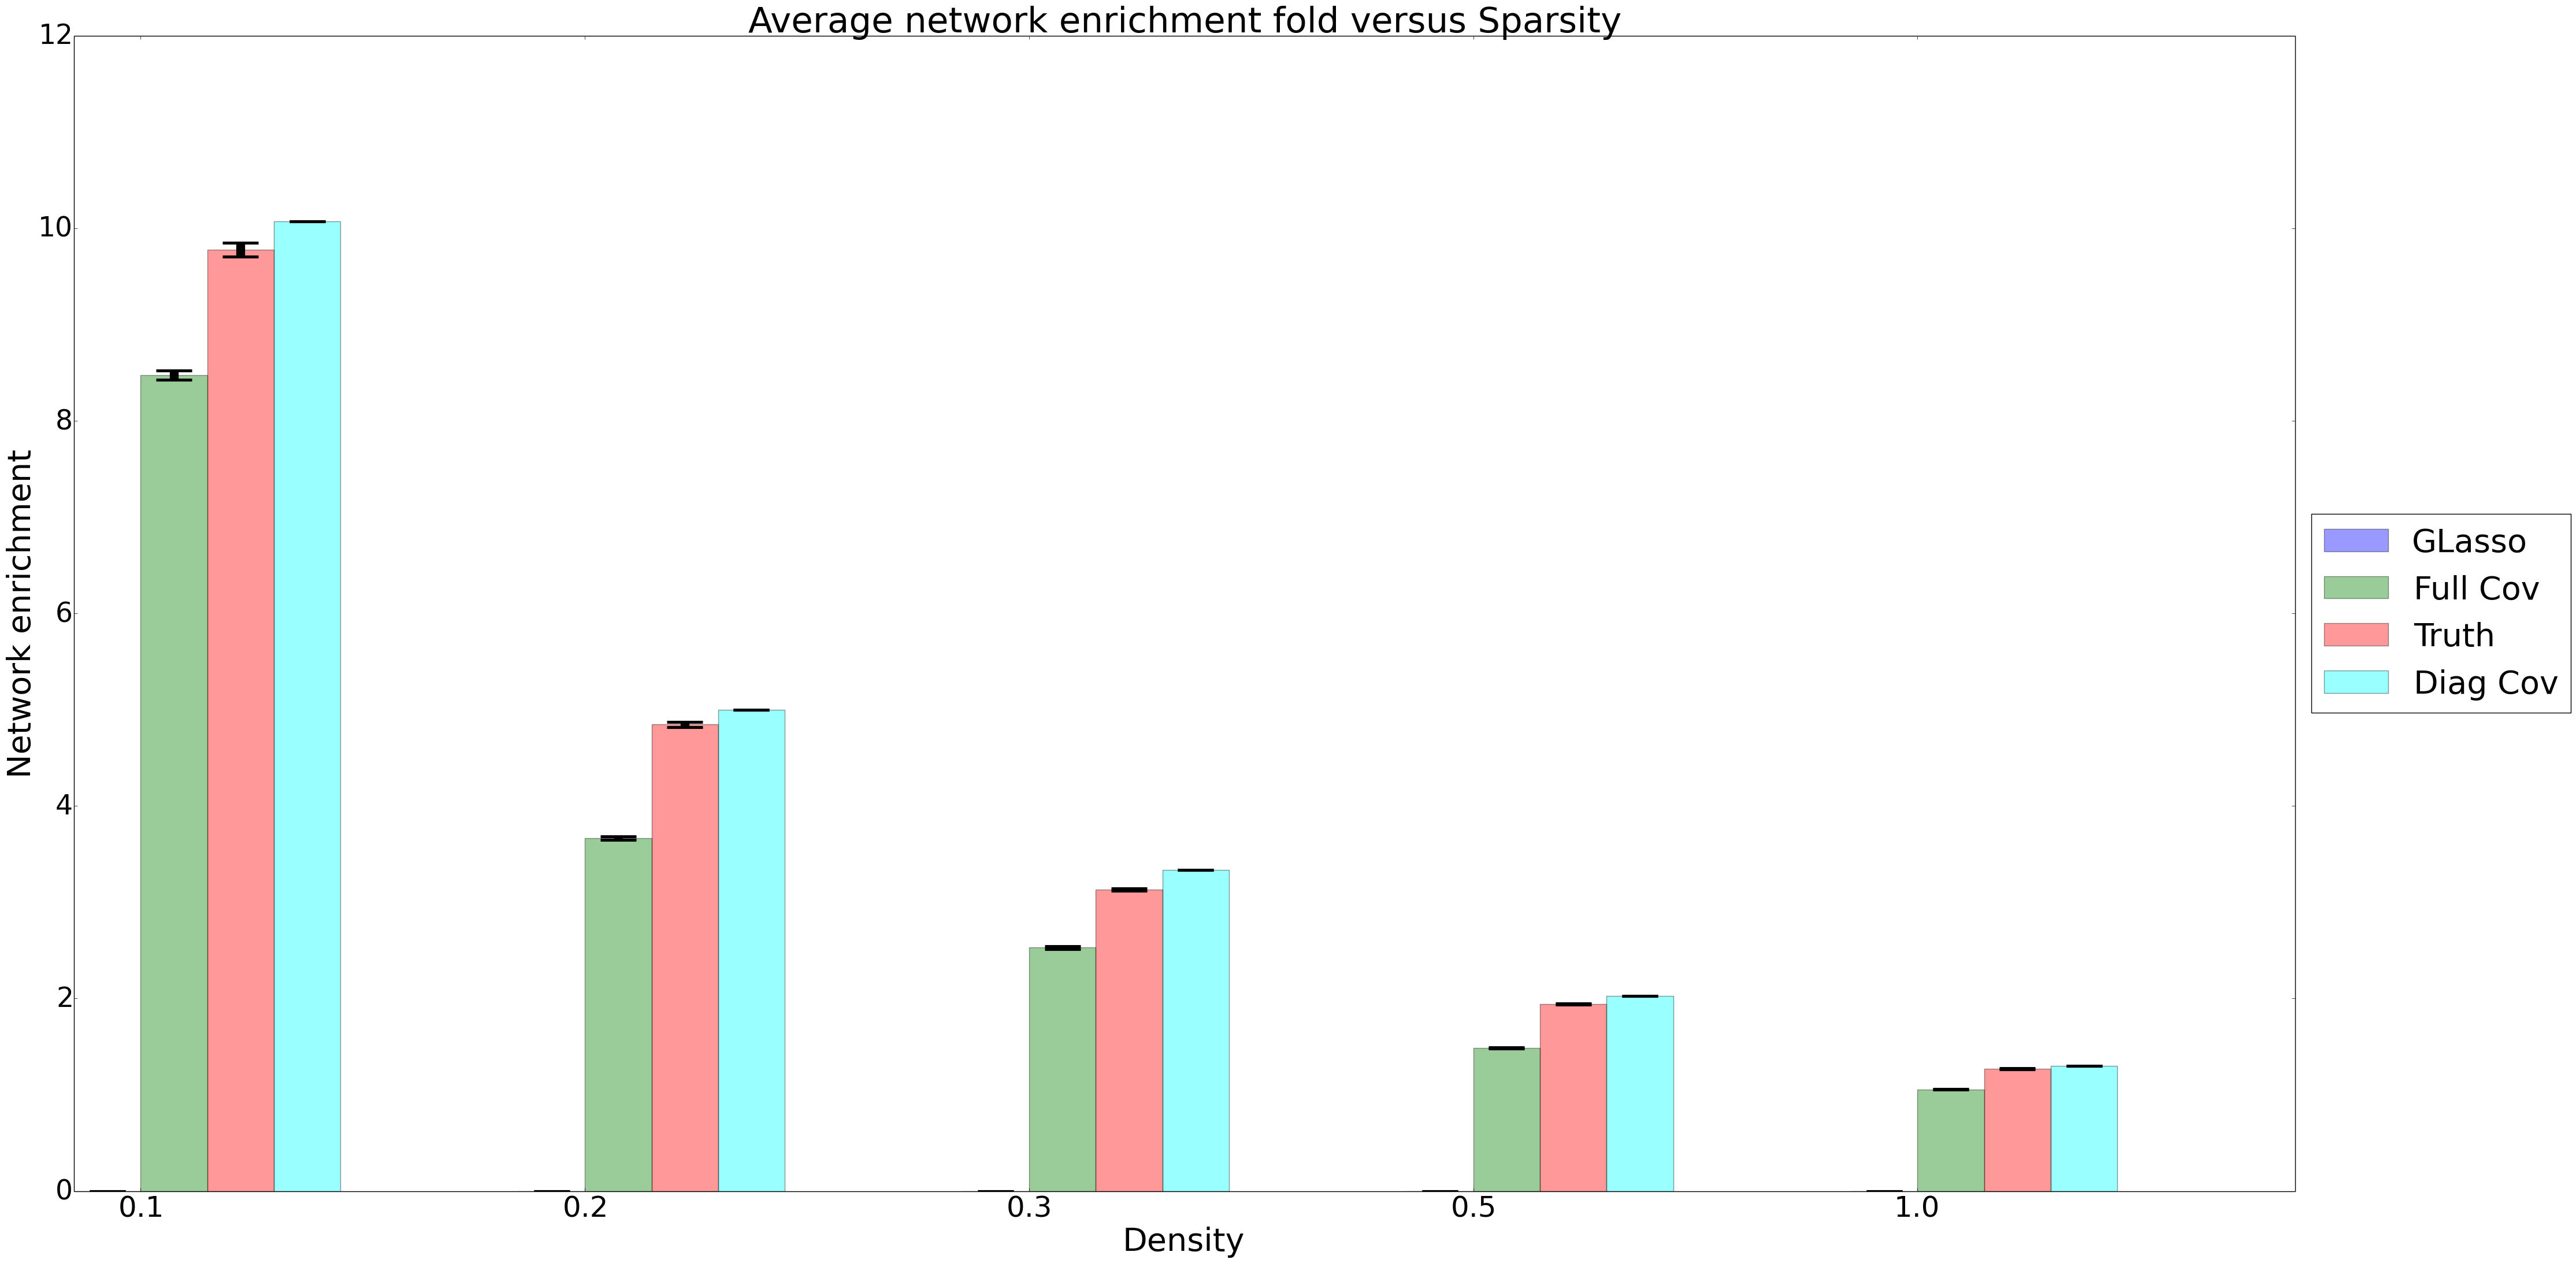 Average network enrichment fold versus Sparsity
12
10
8
6
4
2
0
Network enrichment
0.1 0.2 0.3 0.5 1.0
Density
GLasso
Full Cov
Truth
Diag Cov